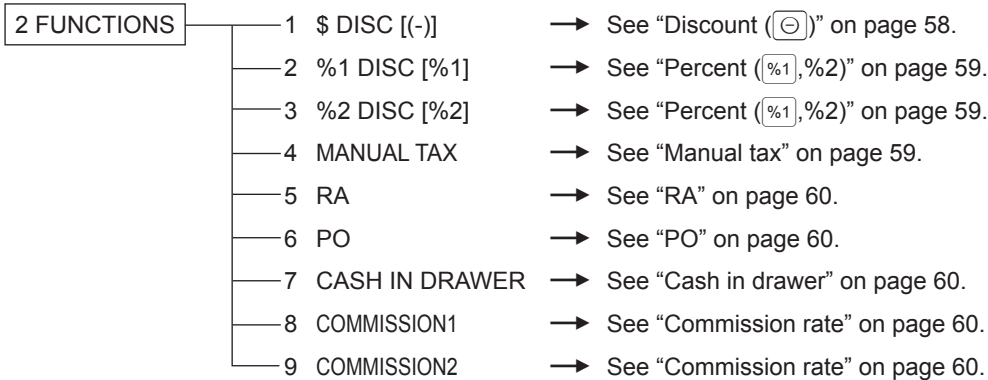 2 FUNCTIONS 1 $ DISC [(-)] → See “Discount (⊖)” on page 58.
2 %1 DISC [%1] → See “Percent (%1,%2)” on page 59.
3 %2 DISC [%2] → See “Percent (%1,%2)” on page 59.
4 MANUAL TAX → See “Manual tax” on page 59.
5 RA → See “RA” on page 60.
6 PO → See “PO” on page 60.
7 CASH IN DRAWER → See “Cash in drawer” on page 60.
8 COMMISSION1 → See “Commission rate” on page 60.
9 COMMISSION2 → See “Commission rate” on page 60.